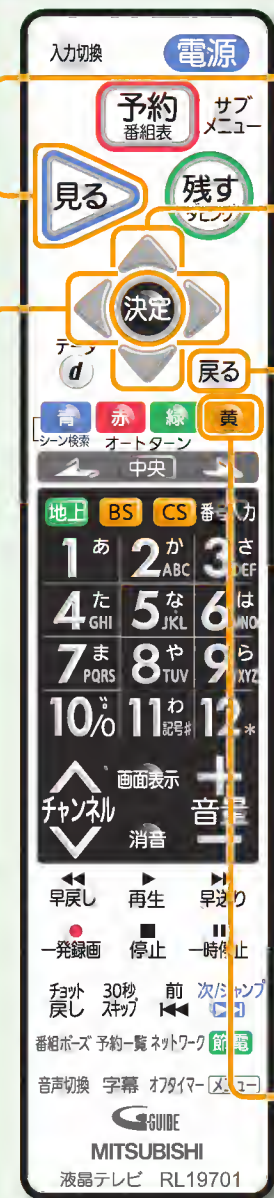 入力切換 電源
予約 サブ
番組表 メニュー
見る 残す
ダビング
決定
データ
d 戻る
青 赤 緑 黄
シーン検索 オートターン
中央
地上 BS CS 番号入力
1 あ 2 か ABC 3 さ DEF
4 た GHI 5 な JKL 6 は MNO
7 ま PQRS 8 や TUV 9 ら WXYZ
10/0 11 わ 記号# 12 *
チャンネル 画面表示 音量
消音
早戻し 再生 早送り
一発録画 停止 一時停止
チョット 30秒 前 次/ジャンプ
戻し スキップ
番組ポーズ 予約一覧 ネットワーク 節電
音声切換 字幕 オフタイマー メニュー
G GUIDE
MITSUBISHI
液晶テレビ RL19701